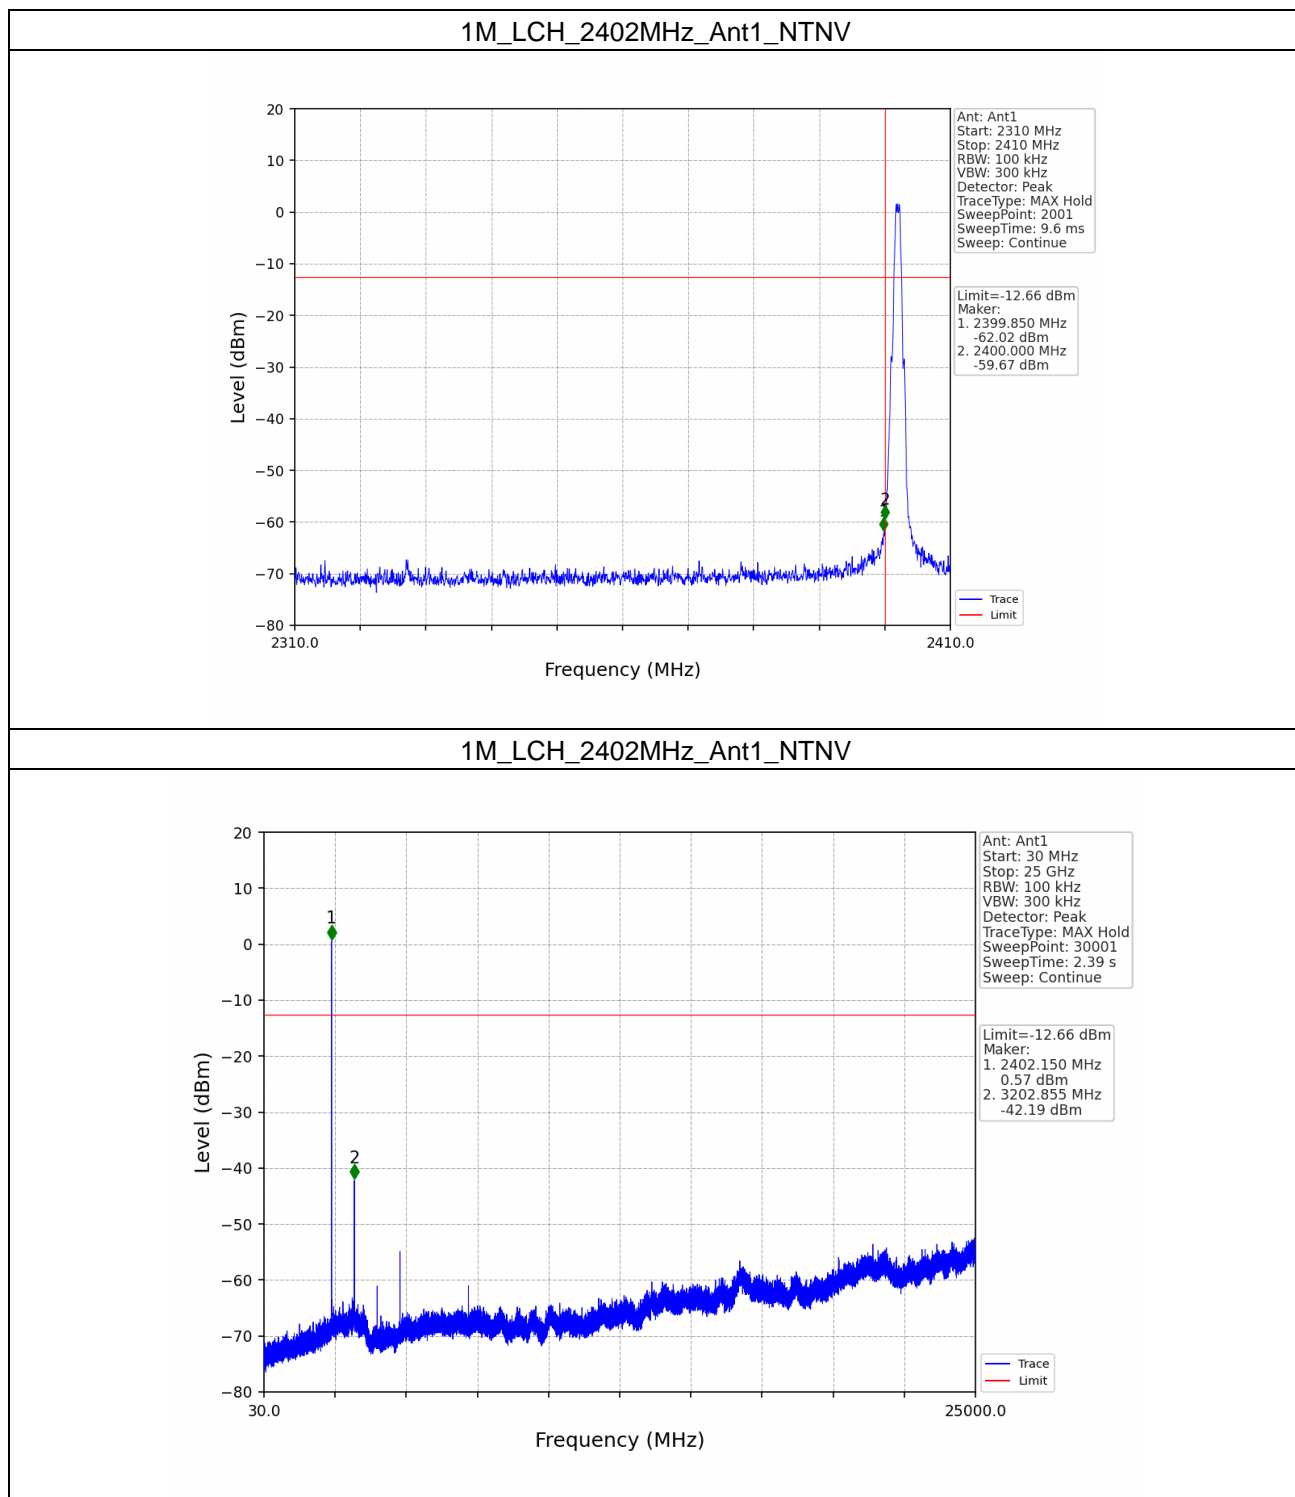 1M_LCH_2402MHz_Ant1_NTNV
20
10
0
−10
−20
−30
−40
−50
−60
−70
−80
Level (dBm)
2
2310.0
2410.0
Frequency (MHz)
Ant: Ant1
Start: 2310 MHz
Stop: 2410 MHz
RBW: 100 kHz
VBW: 300 kHz
Detector: Peak
TraceType: MAX Hold
SweepPoint: 2001
SweepTime: 9.6 ms
Sweep: Continue
Limit=-12.66 dBm
Maker:
1. 2399.850 MHz
-62.02 dBm
2. 2400.000 MHz
-59.67 dBm
Trace
Limit
1M_LCH_2402MHz_Ant1_NTNV
20
10
0
−10
−20
−30
−40
−50
−60
−70
−80
Level (dBm)
1
2
30.0
25000.0
Frequency (MHz)
Ant: Ant1
Start: 30 MHz
Stop: 25 GHz
RBW: 100 kHz
VBW: 300 kHz
Detector: Peak
TraceType: MAX Hold
SweepPoint: 30001
SweepTime: 2.39 s
Sweep: Continue
Limit=-12.66 dBm
Maker:
1. 2402.150 MHz
0.57 dBm
2. 3202.855 MHz
-42.19 dBm
Trace
Limit